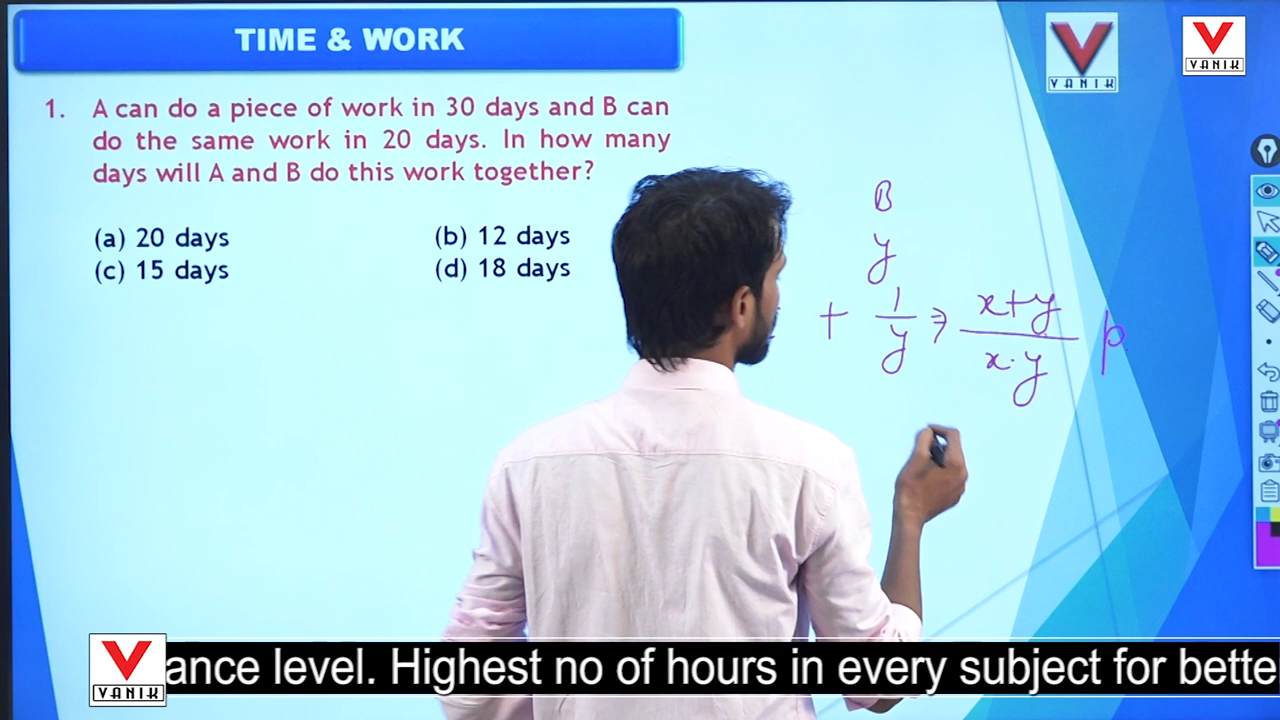 TIME & WORK
VANIK
VANIK
1. A can do a piece of work in 30 days and B can
do the same work in 20 days. In how many
days will A and B do this work together?
(a) 20 days (b) 12 days
(c) 15 days (d) 18 days
B
y
+ 1/y ⇒ x+y/x·y p
VANIK
ance level. Highest no of hours in every subject for bette